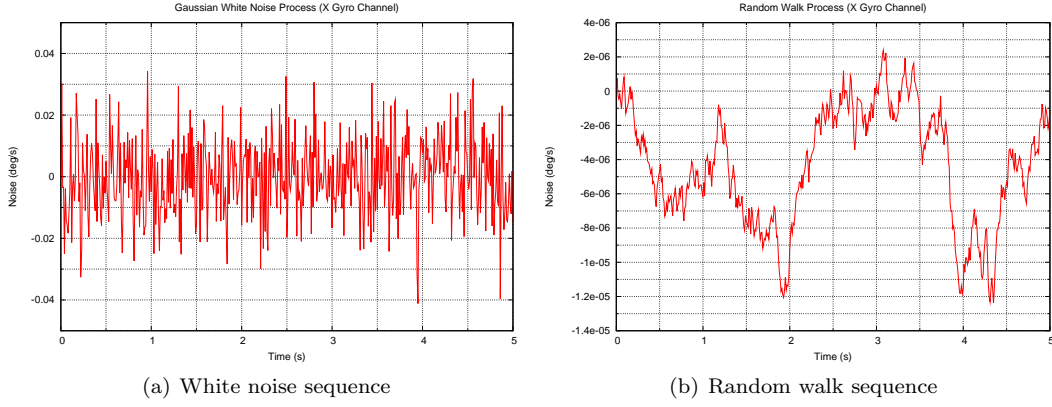 Gaussian White Noise Process (X Gyro Channel)
0.04
0.02
0
-0.02
-0.04
Noise (deg/s)
0 1 2 3 4 5
Time (s)
(a) White noise sequence
Random Walk Process (X Gyro Channel)
2e-06
0
-2e-06
-4e-06
-6e-06
-8e-06
-1e-05
-1.2e-05
-1.4e-05
Noise (deg/s)
0 1 2 3 4 5
Time (s)
(b) Random walk sequence